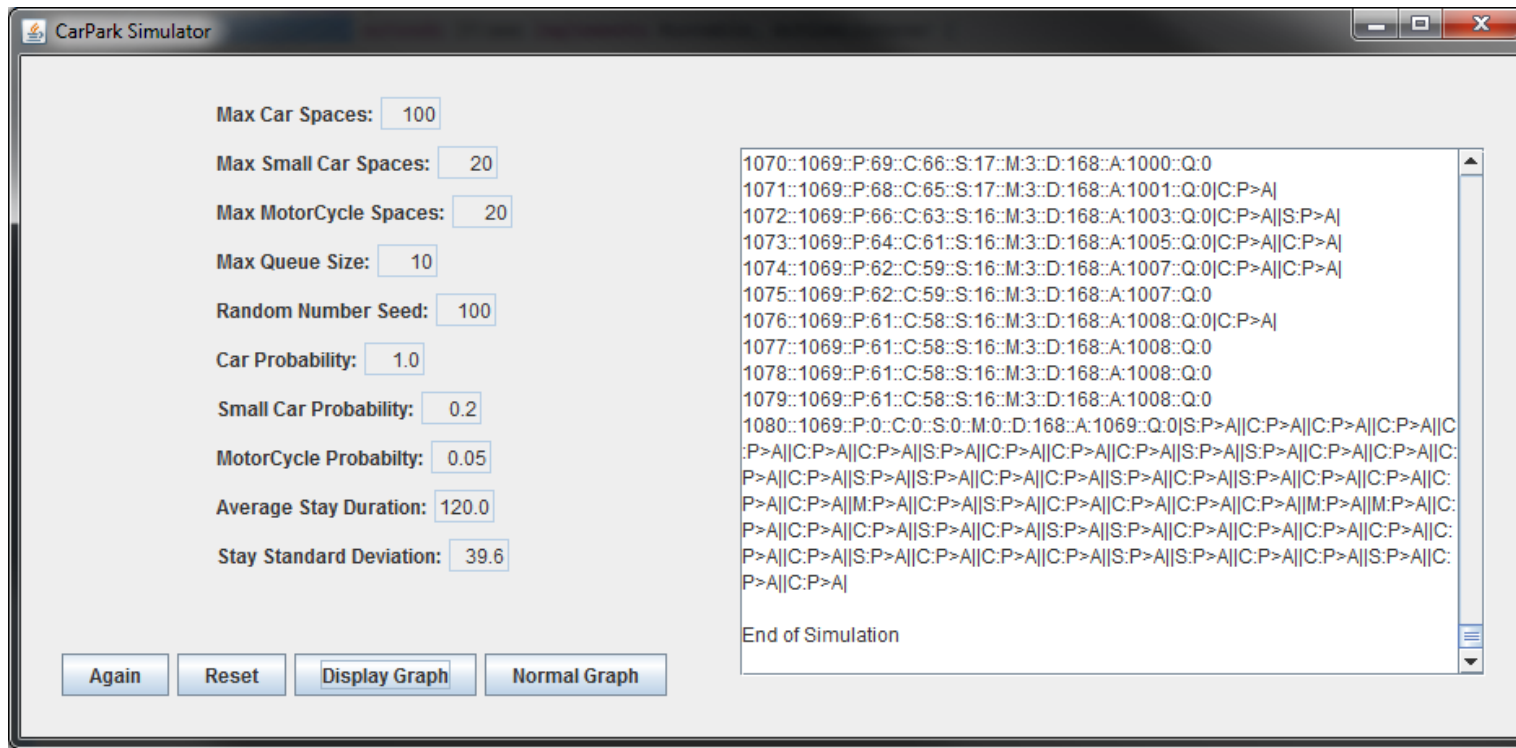 CarPark Simulator
Max Car Spaces: 100
Max Small Car Spaces: 20
Max MotorCycle Spaces: 20
Max Queue Size: 10
Random Number Seed: 100
Car Probability: 1.0
Small Car Probability: 0.2
MotorCycle Probabilty: 0.05
Average Stay Duration: 120.0
Stay Standard Deviation: 39.6
Again
Reset
Display Graph
Normal Graph
1070::1069::P:69::C:66::S:17::M:3::D:168::A:1000::Q:0
1071::1069::P:68::C:65::S:17::M:3::D:168::A:1001::Q:0|C:P>A|
1072::1069::P:66::C:63::S:16::M:3::D:168::A:1003::Q:0|C:P>A||S:P>A|
1073::1069::P:64::C:61::S:16::M:3::D:168::A:1005::Q:0|C:P>A||C:P>A|
1074::1069::P:62::C:59::S:16::M:3::D:168::A:1007::Q:0|C:P>A||C:P>A|
1075::1069::P:62::C:59::S:16::M:3::D:168::A:1007::Q:0
1076::1069::P:61::C:58::S:16::M:3::D:168::A:1008::Q:0|C:P>A|
1077::1069::P:61::C:58::S:16::M:3::D:168::A:1008::Q:0
1078::1069::P:61::C:58::S:16::M:3::D:168::A:1008::Q:0
1079::1069::P:61::C:58::S:16::M:3::D:168::A:1008::Q:0
1080::1069::P:0::C:0::S:0::M:0::D:168::A:1069::Q:0|S:P>A||C:P>A||C:P>A||C:P>A||C
:P>A||C:P>A||C:P>A||S:P>A||C:P>A||C:P>A||C:P>A||S:P>A||S:P>A||C:P>A||C:P>A||C:
P>A||C:P>A||S:P>A||S:P>A||C:P>A||C:P>A||S:P>A||C:P>A||S:P>A||C:P>A||C:P>A||C:
P>A||C:P>A||M:P>A||C:P>A||S:P>A||C:P>A||C:P>A||C:P>A||C:P>A||M:P>A||M:P>A||C:
P>A||C:P>A||C:P>A||S:P>A||C:P>A||S:P>A||S:P>A||C:P>A||C:P>A||C:P>A||C:P>A||C:
P>A||C:P>A||S:P>A||C:P>A||C:P>A||C:P>A||S:P>A||S:P>A||C:P>A||C:P>A||S:P>A||C:
P>A||C:P>A|
End of Simulation